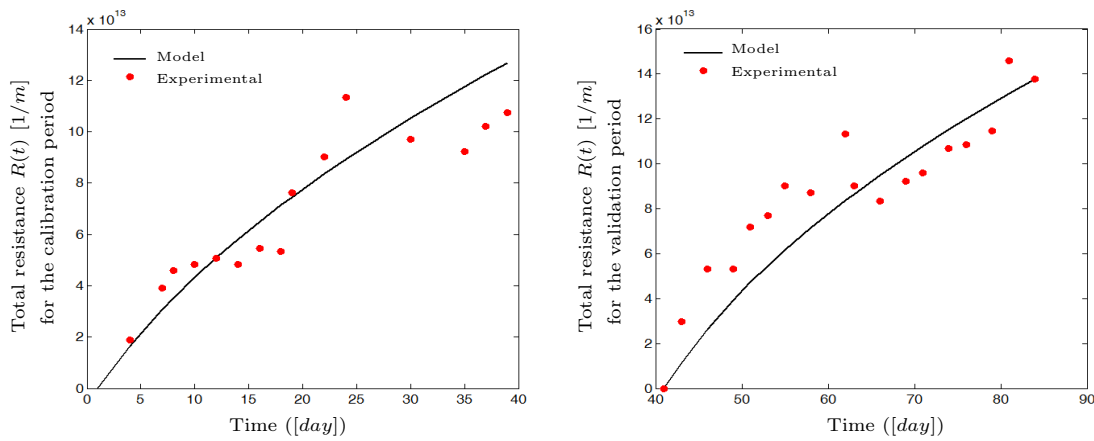 x 10^13
14
12
10
8
6
4
2
0
0 5 10 15 20 25 30 35 40
Model
Experimental
Total resistance R(t) [1/m]
for the calibration period
Time ([day])
x 10^13
16
14
12
10
8
6
4
2
0
40 50 60 70 80 90
Model
Experimental
Total resistance R(t) [1/m]
for the validation period
Time ([day])